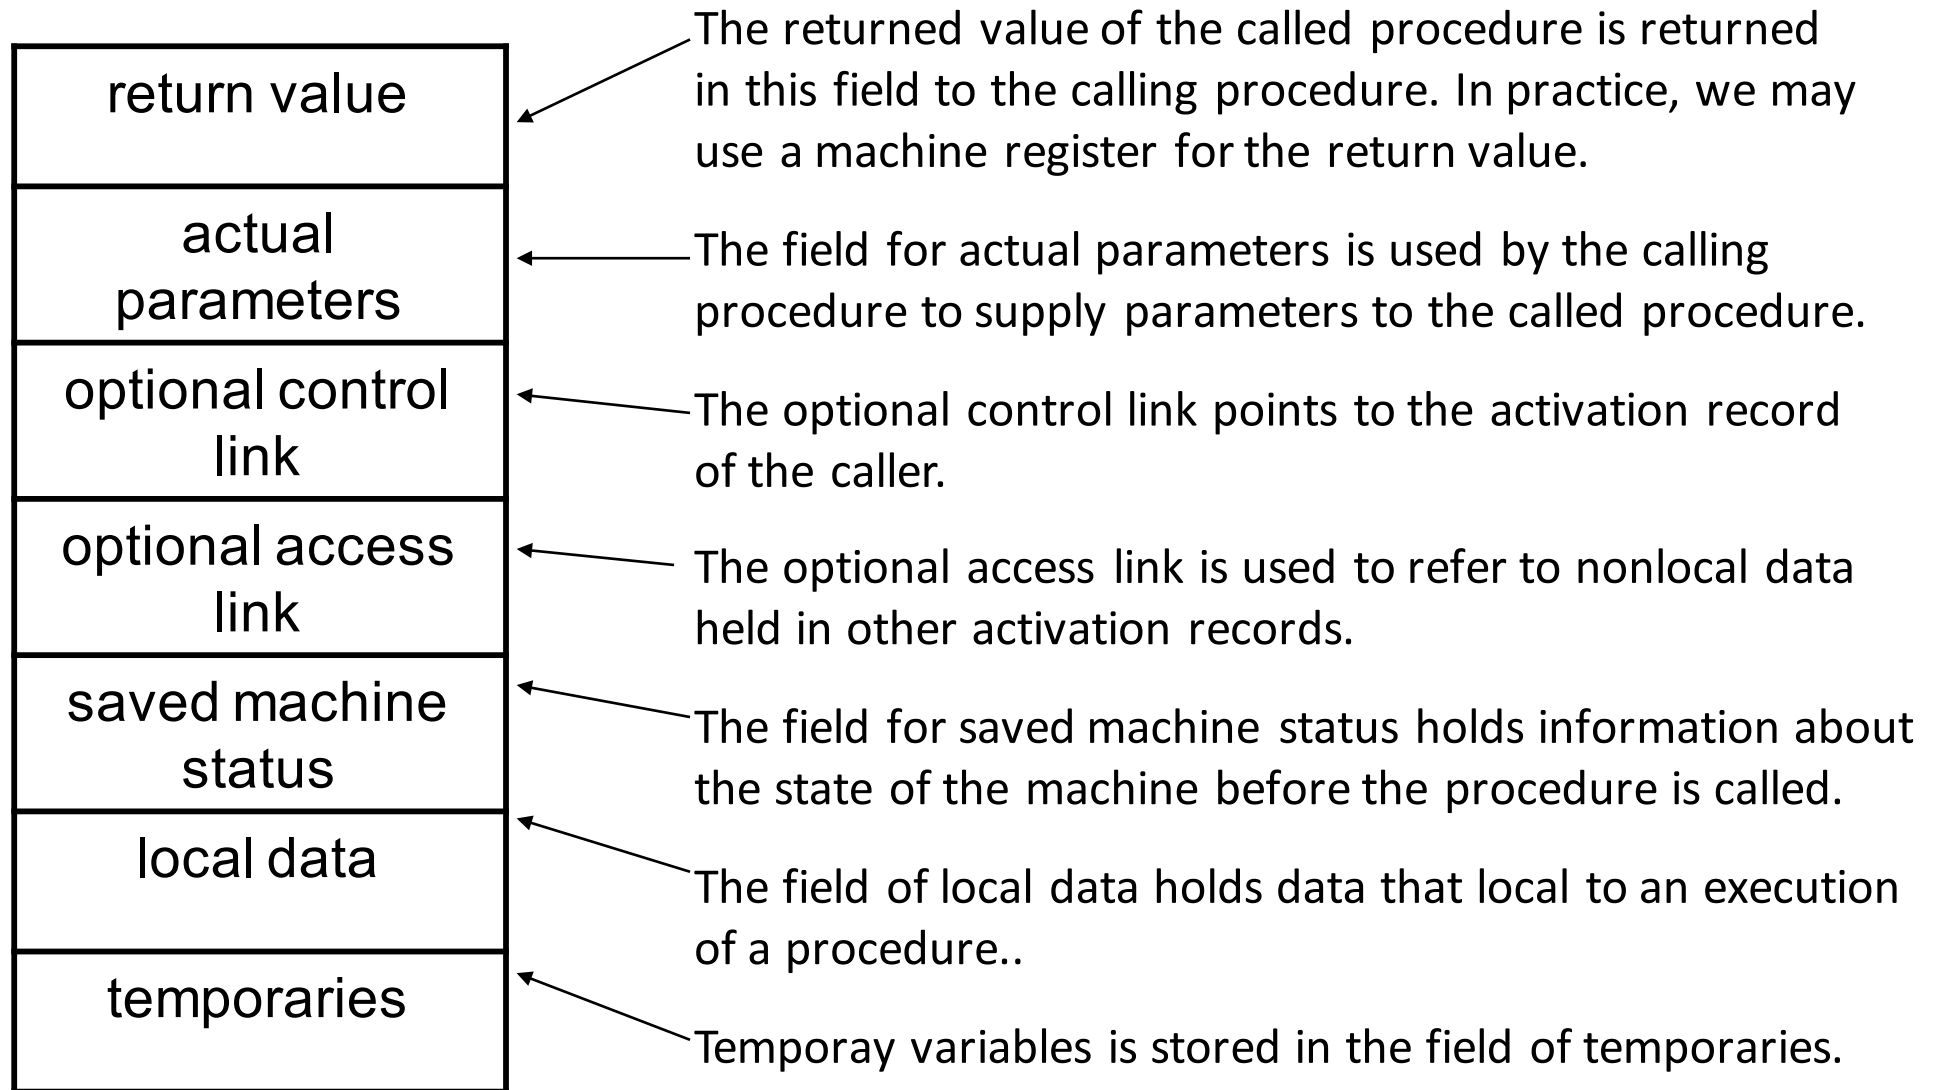 return value
The returned value of the called procedure is returned
in this field to the calling procedure. In practice, we may
use a machine register for the return value.
actual
parameters
The field for actual parameters is used by the calling
procedure to supply parameters to the called procedure.
optional control
link
The optional control link points to the activation record
of the caller.
optional access
link
The optional access link is used to refer to nonlocal data
held in other activation records.
saved machine
status
The field for saved machine status holds information about
the state of the machine before the procedure is called.
local data
The field of local data holds data that local to an execution
of a procedure..
temporaries
Temporay variables is stored in the field of temporaries.